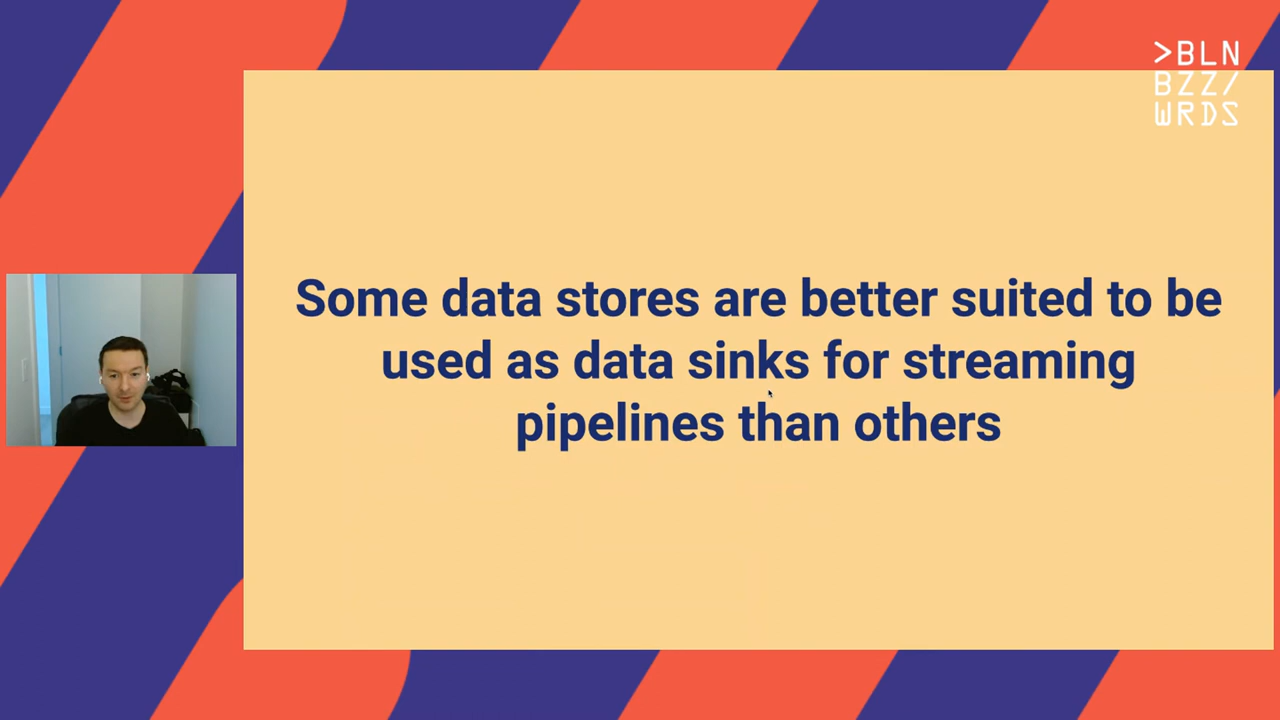 >BLN
BZZ/
WRDS
Some data stores are better suited to be
used as data sinks for streaming
pipelines than others